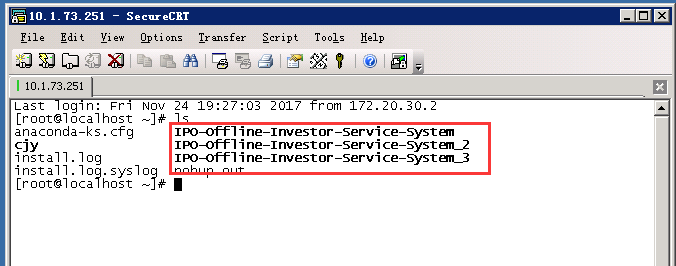 10.1.73.251 - SecureCRT
File Edit View Options Transfer Script Tools Help
10.1.73.251
Last login: Fri Nov 24 19:27:03 2017 from 172.20.30.2
[root@localhost ~]# ls
anaconda-ks.cfg IPO-Offline-Investor-Service-System
cjy IPO-Offline-Investor-Service-System_2
install.log IPO-Offline-Investor-Service-System_3
install.log.syslog nohup.out
[root@localhost ~]#